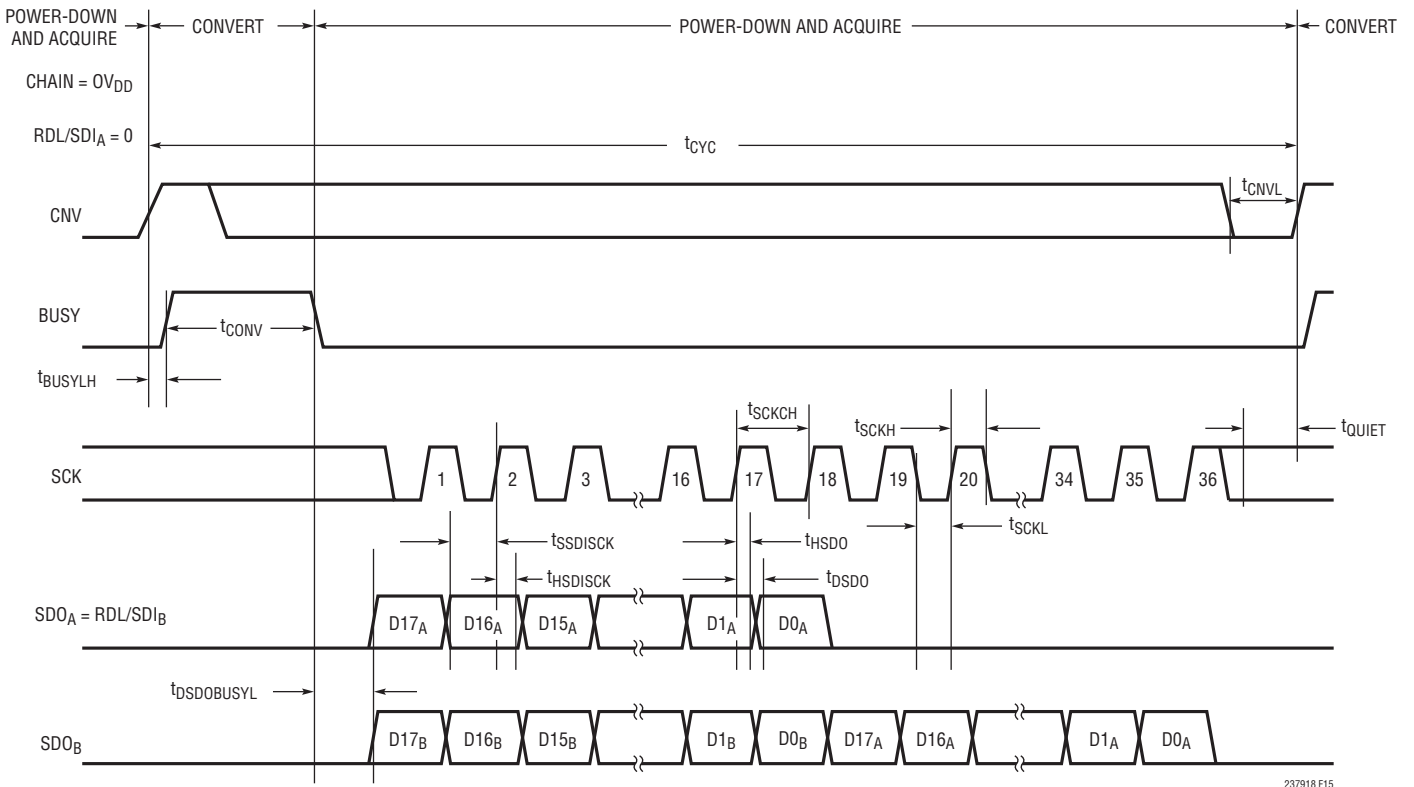 POWER-DOWN
AND ACQUIRE
CONVERT
POWER-DOWN AND ACQUIRE
CONVERT
CHAIN = OVDD
RDL/SDIA = 0
tCYC
CNV
tCNVL
BUSY
tCONV
tBUSYLH
tSCKCH
tSCKH
tQUIET
SCK
1
2
3
16
17
18
19
20
34
35
36
tSSDISCK
tHSDO
tSCKL
tHSDISCK
tDSDO
SDOA = RDL/SDIB
D17A
D16A
D15A
D1A
D0A
tDSDOBUSYL
SDOB
D17B
D16B
D15B
D1B
D0B
D17A
D16A
D1A
D0A
237918 F15